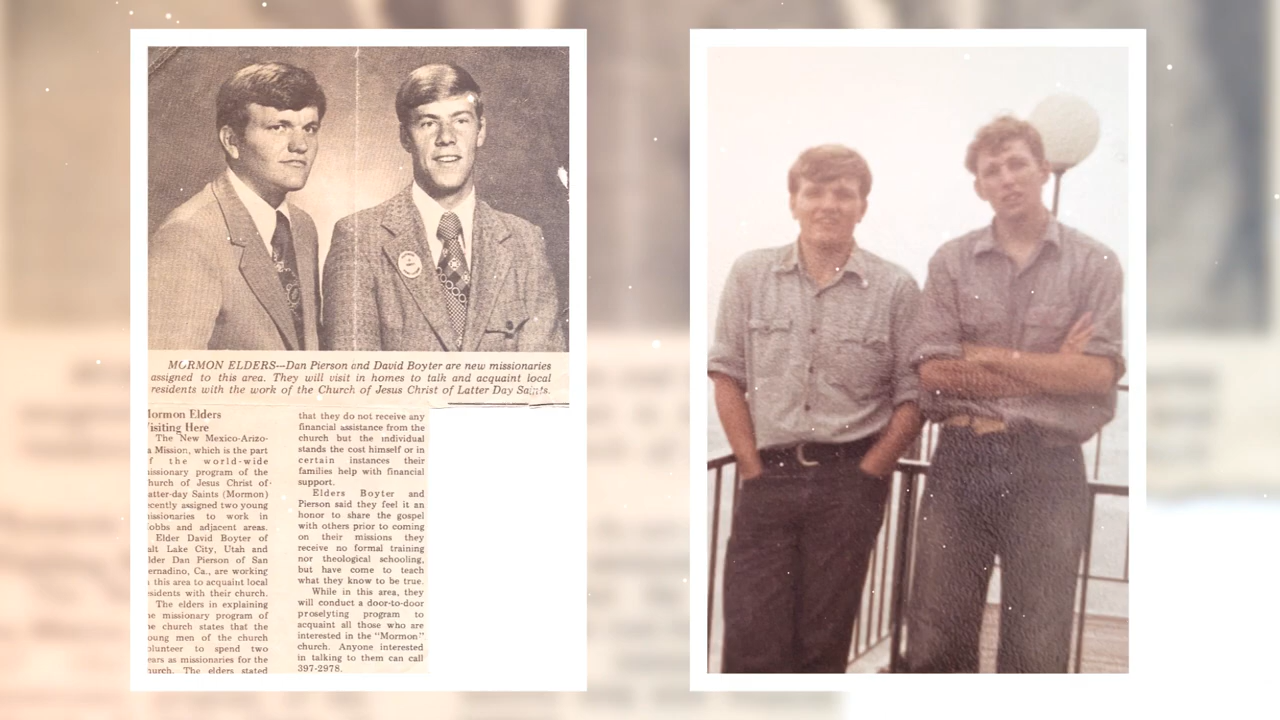 MORMON ELDERS---Dan Pierson and David Boyter are new missionaries
assigned to this area. They will visit in homes to talk and acquaint local
residents with the work of the Church of Jesus Christ of Latter Day Saints.
ormon Elders
isiting Here
The New Mexico-Arizo-
a Mission, which is the part
f the world-wide
issionary program of the
hurch of Jesus Christ of
atter-day Saints (Mormon)
ecently assigned two young
issionaries to work in
obbs and adjacent areas.
Elder David Boyter of
alt Lake City, Utah and
lder Dan Pierson of San
ernadino, Ca., are working
this area to acquaint local
sidents with their church.
The elders in explaining
e missionary program of
e church states that the
oung men of the church
olunteer to spend two
ears as missionaries for the
hurch. The elders stated
that they do not receive any
financial assistance from the
church but the individual
stands the cost himself or in
certain instances their
families help with financial
support.
Elders Boyter and
Pierson said they feel it an
honor to share the gospel
with others prior to coming
on their missions they
receive no formal training
nor theological schooling,
but have come to teach
what they know to be true.
While in this area, they
will conduct a door-to-door
proselyting program to
acquaint all those who are
interested in the "Mormon"
church. Anyone interested
in talking to them can call
397-2978.